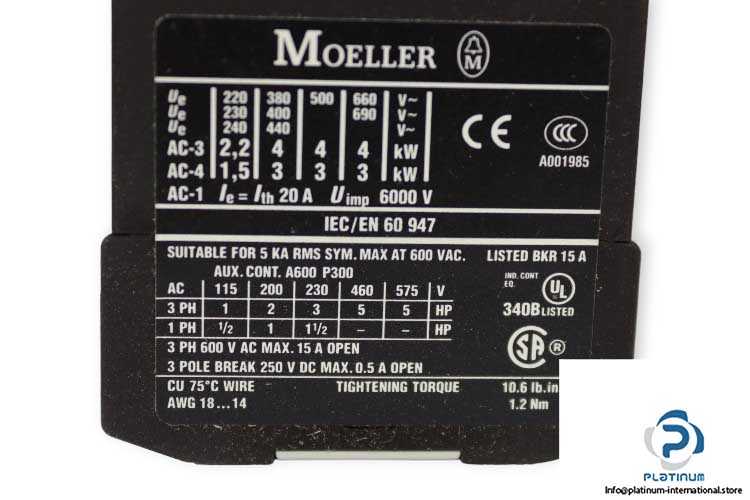 MOELLER M
Ue 220 380 500 660 V~
Ue 230 400 690 V~
Ue 240 440 V~
AC-3 2,2 4 4 4 kW
AC-4 1,5 3 3 3 kW
AC-1 Ie = Ith 20 A Uimp 6000 V
CE CCC
A001985
IEC/EN 60 947
SUITABLE FOR 5 KA RMS SYM. MAX AT 600 VAC. LISTED BKR 15 A
AUX. CONT. A600 P300
AC 115 200 230 460 575 V
3 PH 1 2 3 5 5 HP
1 PH 1/2 1 1 1/2 – – HP
IND. CONT
EQ.
UL
340B LISTED
SA ®
3 PH 600 V AC MAX. 15 A OPEN
3 POLE BREAK 250 V DC MAX. 0.5 A OPEN
CU 75°C WIRE TIGHTENING TORQUE 10.6 lb.in
AWG 18...14 1.2 Nm
P
PLATINUM
Info@platinum-international.store